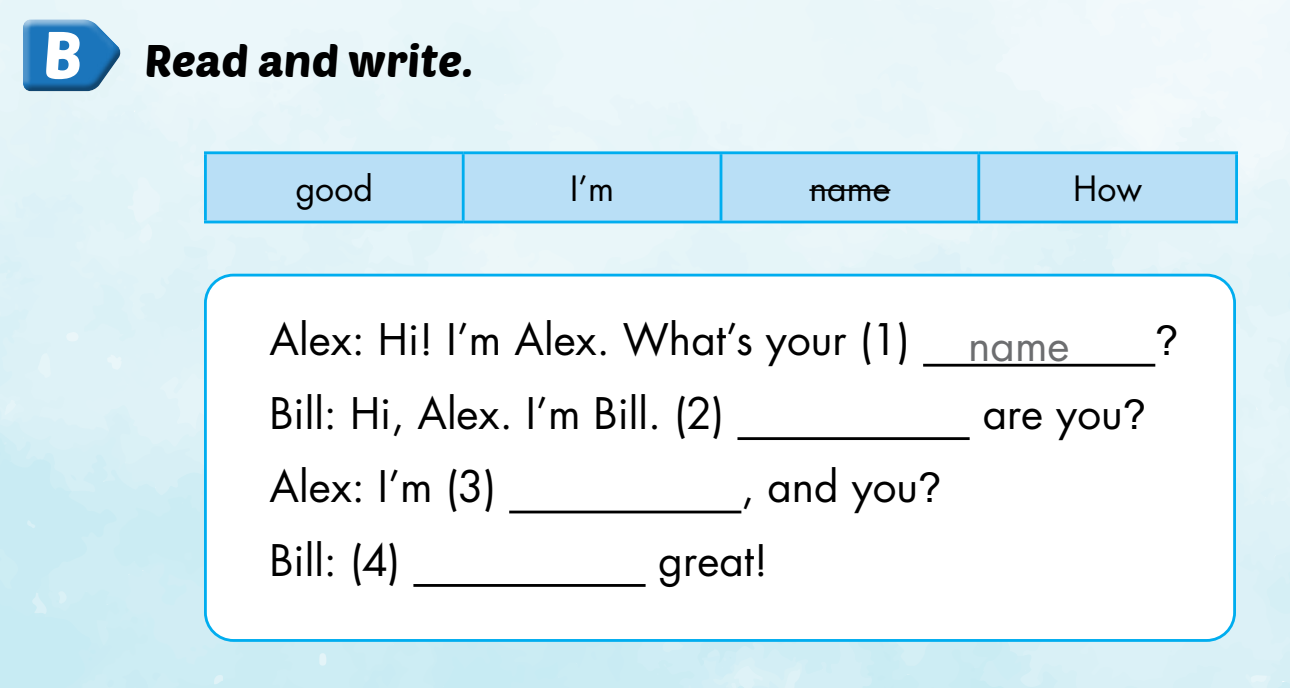 B Read and write.
good I'm name How
Alex: Hi! I'm Alex. What's your (1) __name__?
Bill: Hi, Alex. I'm Bill. (2) __________ are you?
Alex: I'm (3) __________, and you?
Bill: (4) __________ great!